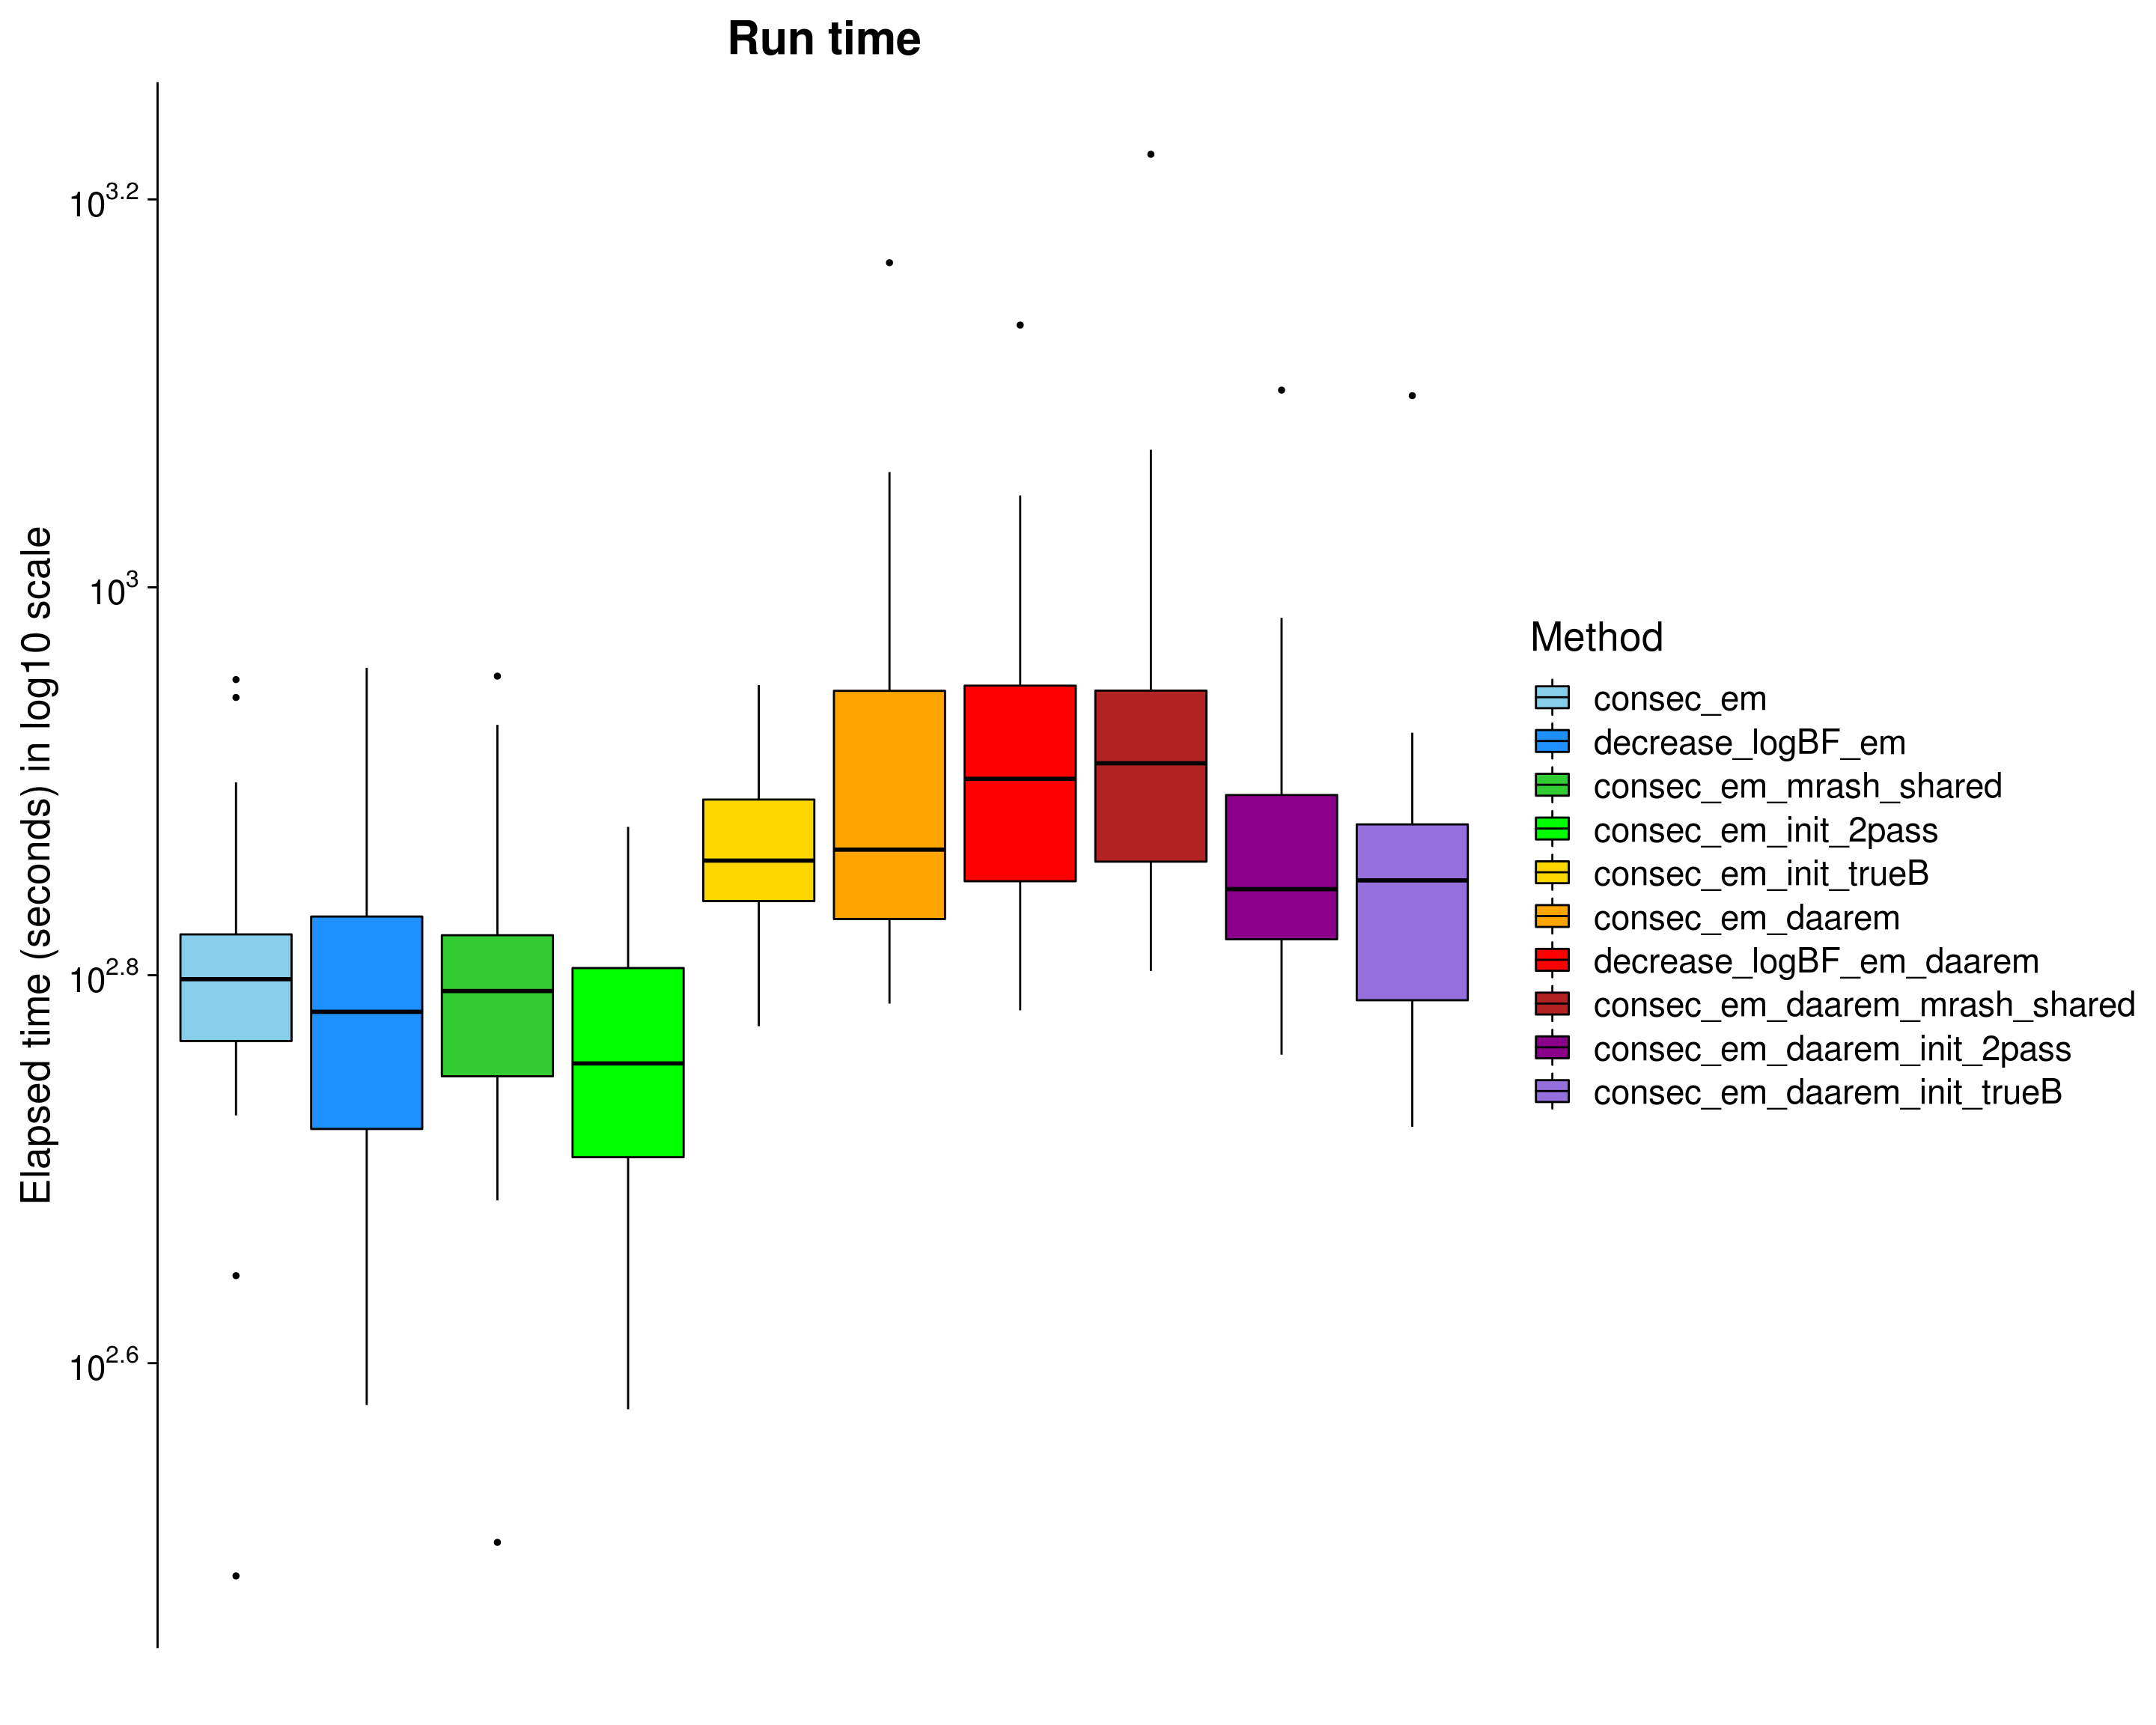 Run time
Elapsed time (seconds) in log10 scale
10^3.2
10^3
10^2.8
10^2.6
Method
consec_em
decrease_logBF_em
consec_em_mrash_shared
consec_em_init_2pass
consec_em_init_trueB
consec_em_daarem
decrease_logBF_em_daarem
consec_em_daarem_mrash_shared
consec_em_daarem_init_2pass
consec_em_daarem_init_trueB